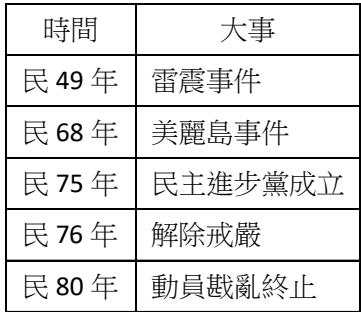 時間 大事
民 49 年 雷震事件
民 68 年 美麗島事件
民 75 年 民主進步黨成立
民 76 年 解除戒嚴
民 80 年 動員戡亂終止